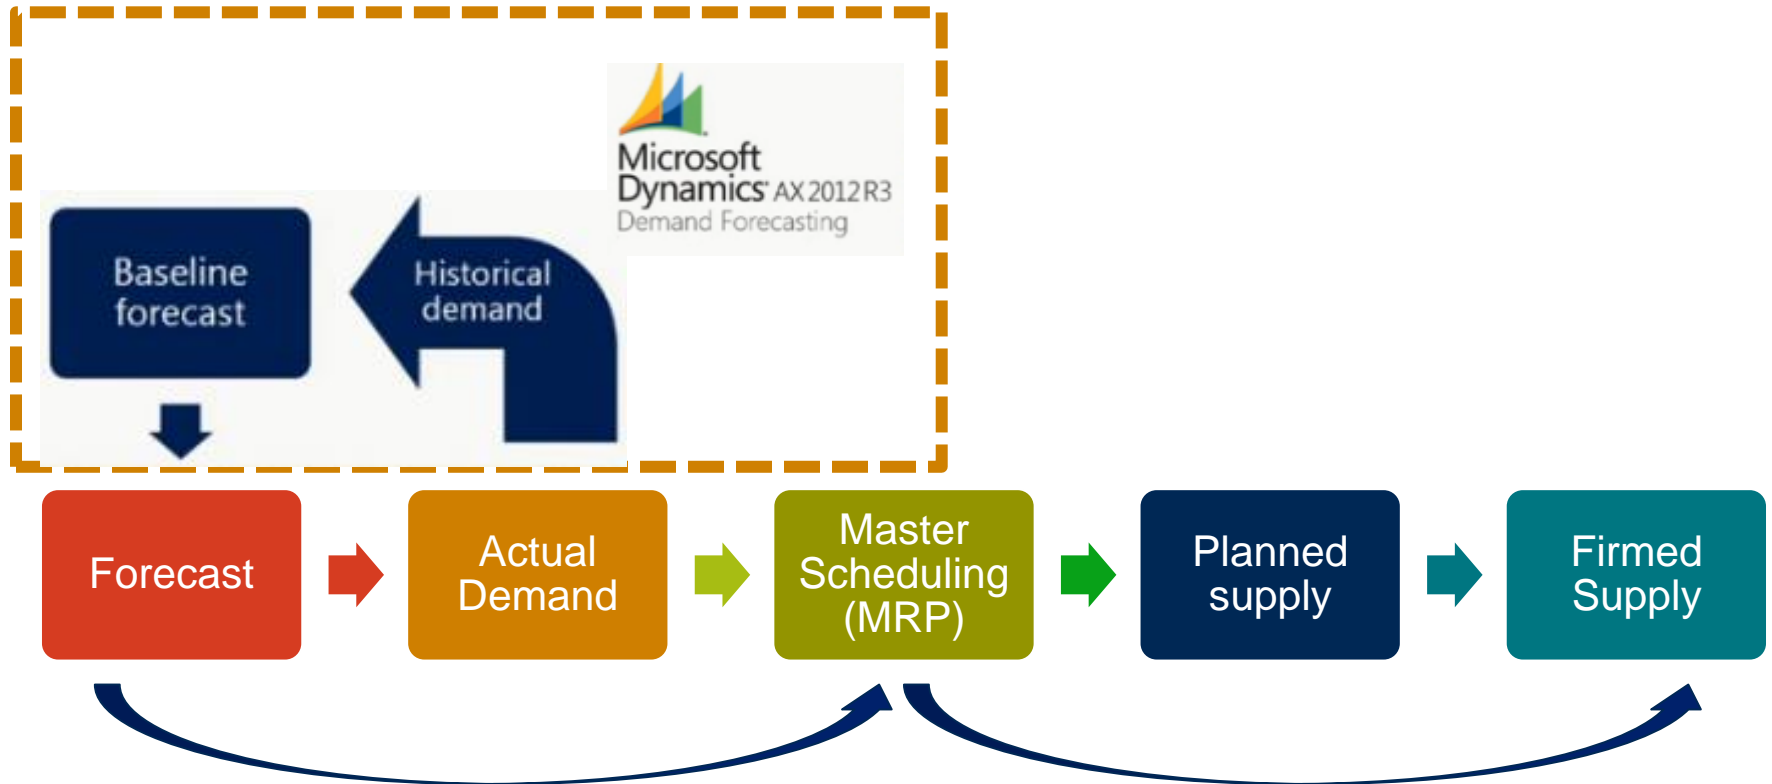 Microsoft
Dynamics AX 2012 R3
Demand Forecasting
Baseline
forecast
Historical
demand
Forecast
Actual
Demand
Master
Scheduling
(MRP)
Planned
supply
Firmed
Supply